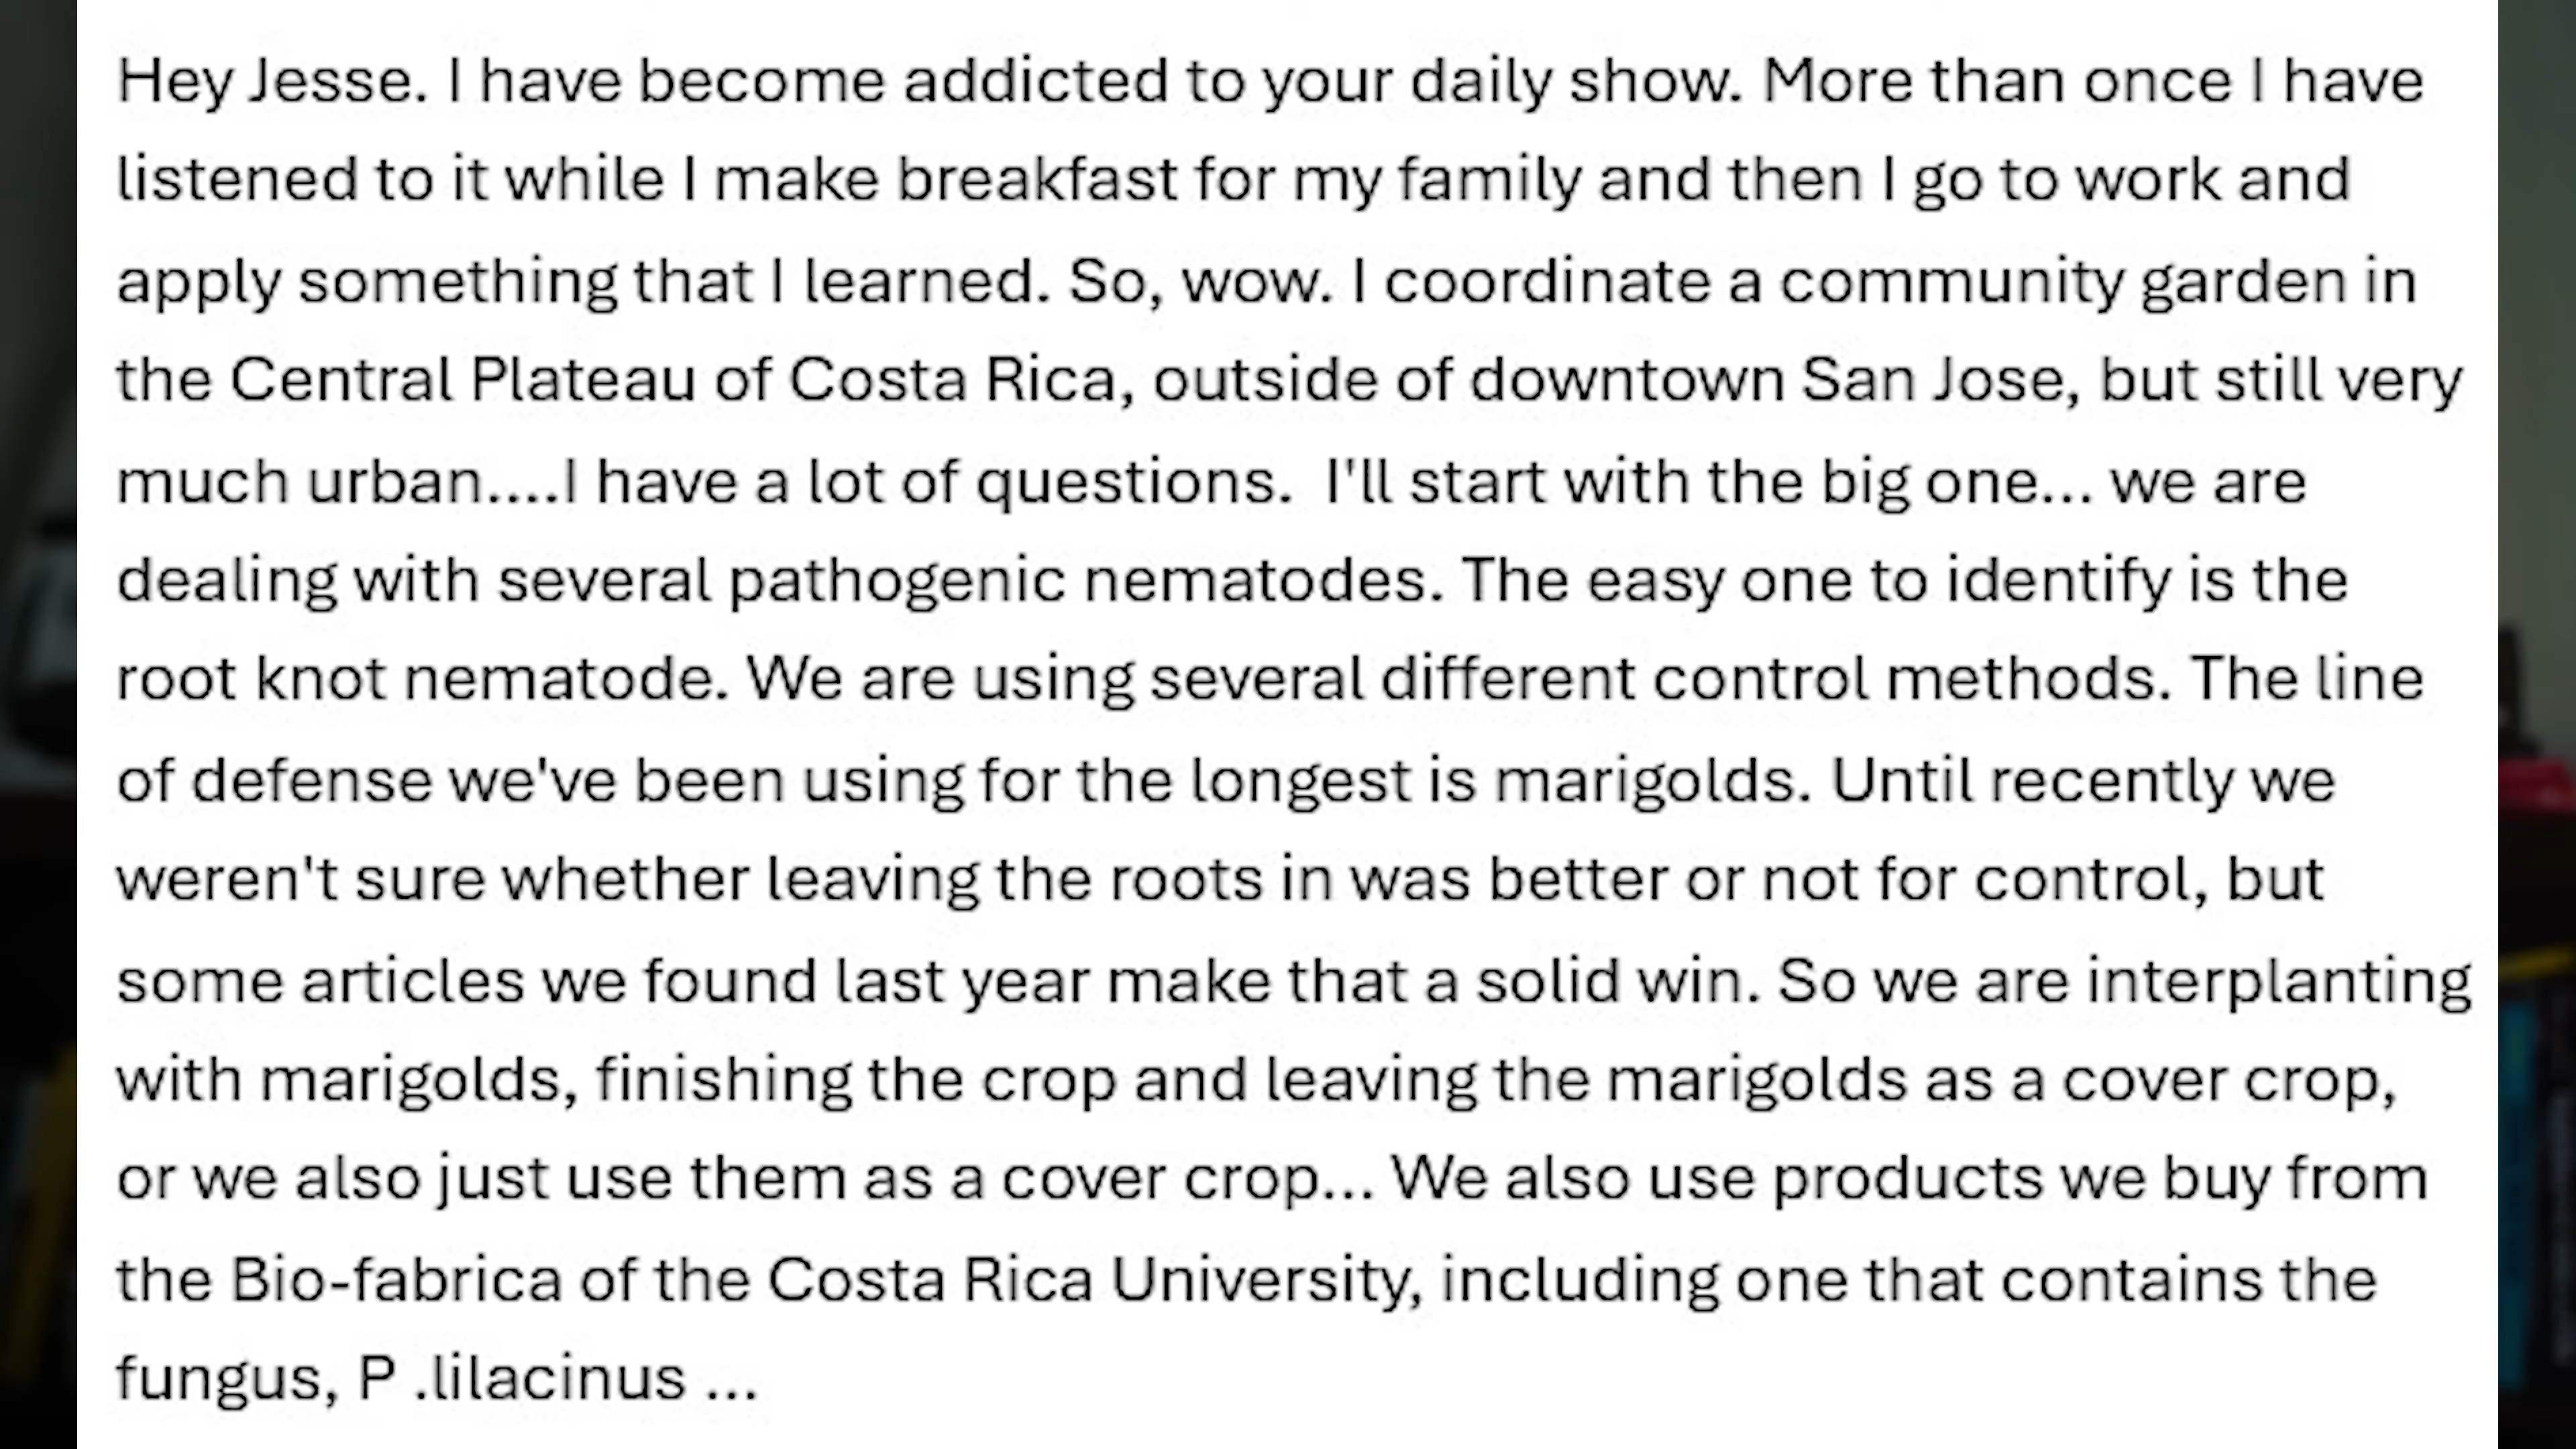 Hey Jesse. I have become addicted to your daily show. More than once I have
listened to it while I make breakfast for my family and then I go to work and
apply something that I learned. So, wow. I coordinate a community garden in
the Central Plateau of Costa Rica, outside of downtown San Jose, but still very
much urban....I have a lot of questions.  I'll start with the big one... we are
dealing with several pathogenic nematodes. The easy one to identify is the
root knot nematode. We are using several different control methods. The line
of defense we've been using for the longest is marigolds. Until recently we
weren't sure whether leaving the roots in was better or not for control, but
some articles we found last year make that a solid win. So we are interplanting
with marigolds, finishing the crop and leaving the marigolds as a cover crop,
or we also just use them as a cover crop... We also use products we buy from
the Bio-fabrica of the Costa Rica University, including one that contains the
fungus, P .lilacinus ...